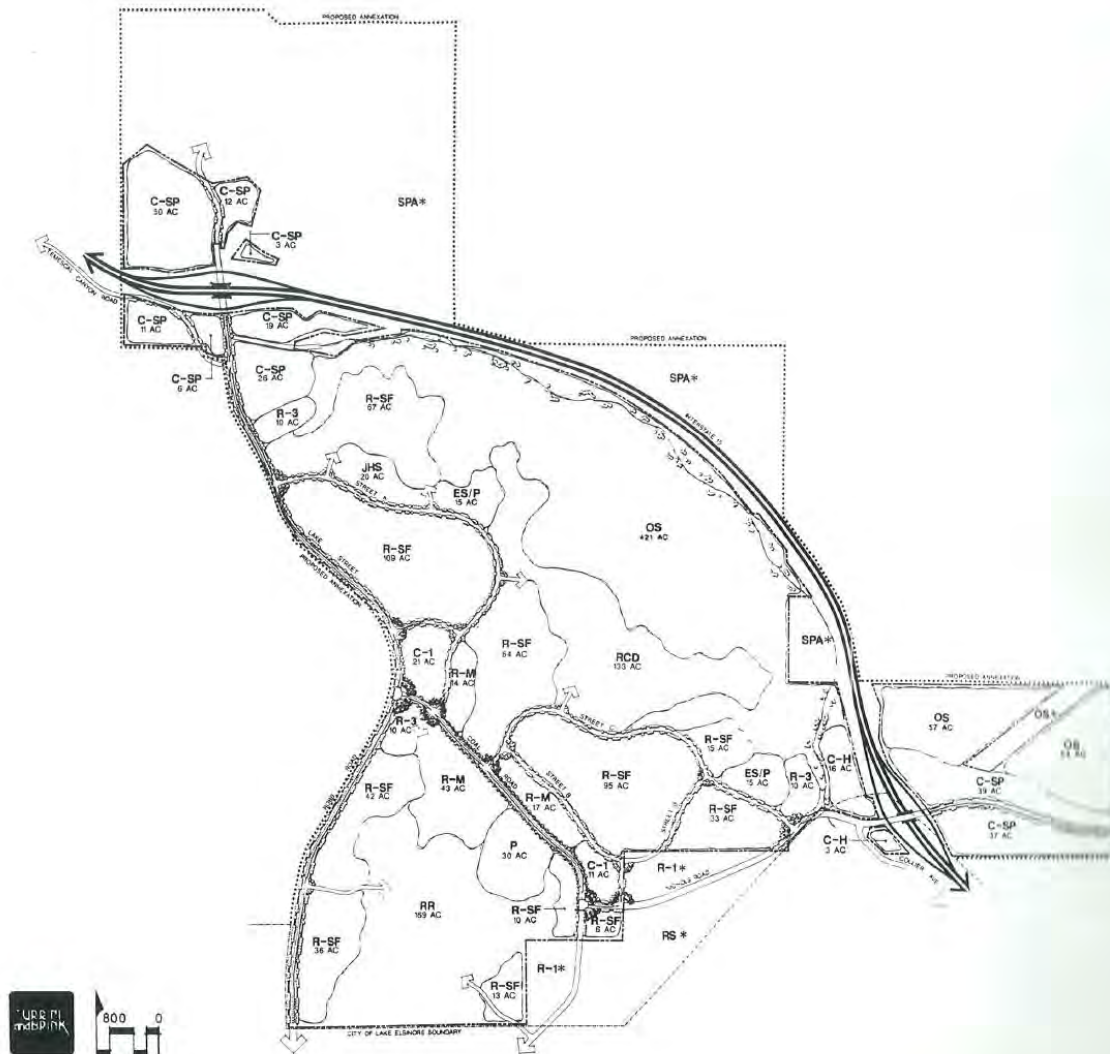 PROPOSED ANNEXATION
C-SP
50 AC
C-SP
12 AC
SPA*
C-SP
3 AC
TEMESCAL CANYON ROAD
C-SP
11 AC
C-SP
19 AC
C-SP
6 AC
C-SP
26 AC
PROPOSED ANNEXATION
SPA*
INTERSTATE 15
R-3
10 AC
R-SF
67 AC
JHS
20 AC
STREET A
ES/P
15 AC
OS
421 AC
R-SF
109 AC
LAKE STREET
PROPOSED ANNEXATION
C-1
21 AC
R-M
14 AC
R-SF
64 AC
RCD
133 AC
SPA*
PROPOSED ANNEXATION
R-3
10 AC
COAL ROAD
STREET C
R-SF
15 AC
OS
57 AC
OS*
OS
C-H
16 AC
R-SF
42 AC
R-M
43 AC
STREET B
R-M
17 AC
R-SF
95 AC
ES/P
15 AC
R-3
13 AC
C-SP
39 AC
R-SF
33 AC
C-SP
37 AC
C-H
3 AC
COLLIER AVE
P
30 AC
C-1
11 AC
R-1*
RR
169 AC
R-SF
10 AC
R-SF
6 AC
RS*
R-SF
36 AC
R-1*
R-SF
13 AC
CITY OF LAKE ELSINORE BOUNDARY
800 0